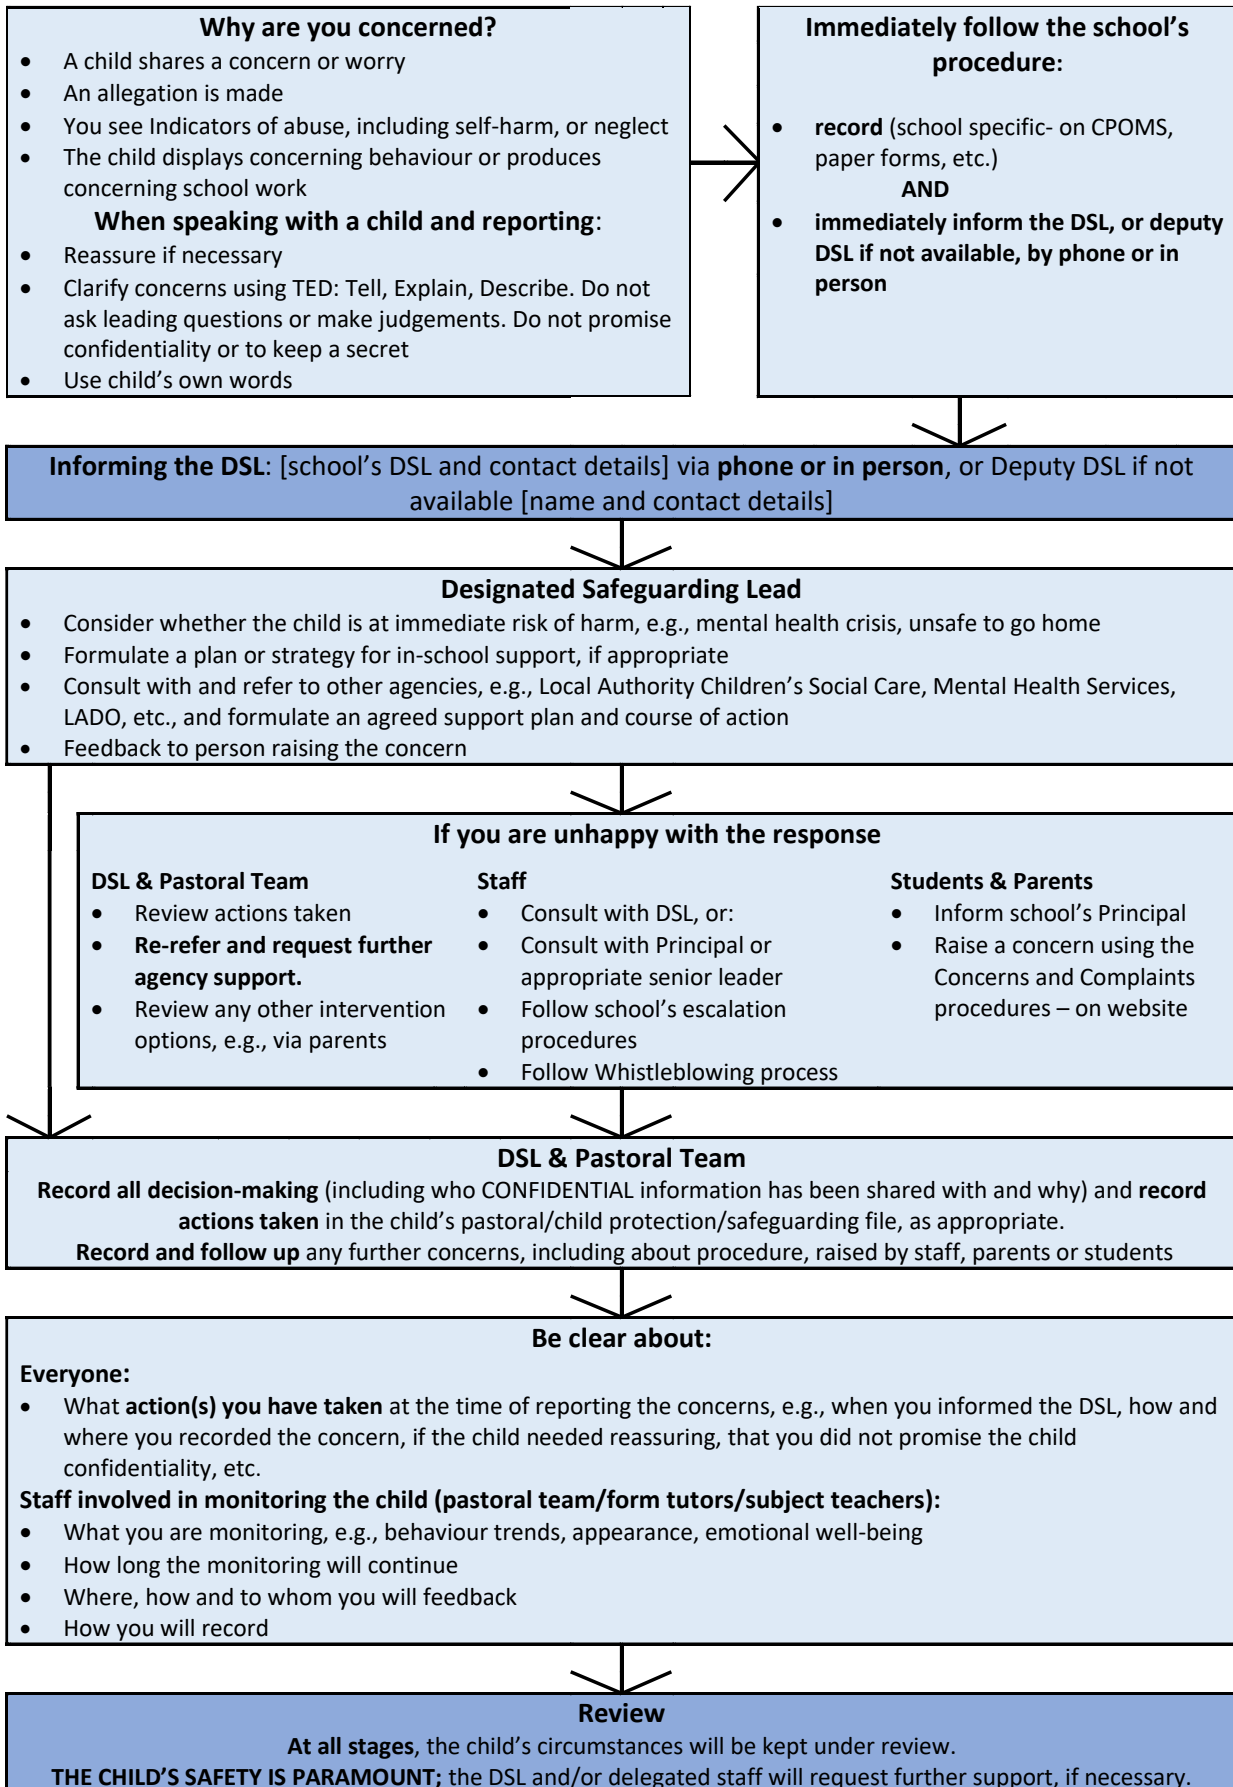 Why are you concerned?
• A child shares a concern or worry
• An allegation is made
• You see Indicators of abuse, including self-harm, or neglect
• The child displays concerning behaviour or produces
concerning school work
When speaking with a child and reporting:
• Reassure if necessary
• Clarify concerns using TED: Tell, Explain, Describe. Do not
ask leading questions or make judgements. Do not promise
confidentiality or to keep a secret
• Use child's own words
Immediately follow the school's
procedure:
• record (school specific- on CPOMS,
paper forms, etc.)
AND
• immediately inform the DSL, or deputy
DSL if not available, by phone or in
person
Informing the DSL: [school's DSL and contact details] via phone or in person, or Deputy DSL if not
available [name and contact details]
Designated Safeguarding Lead
• Consider whether the child is at immediate risk of harm, e.g., mental health crisis, unsafe to go home
• Formulate a plan or strategy for in-school support, if appropriate
• Consult with and refer to other agencies, e.g., Local Authority Children's Social Care, Mental Health Services,
LADO, etc., and formulate an agreed support plan and course of action
• Feedback to person raising the concern
If you are unhappy with the response
DSL & Pastoral Team
• Review actions taken
• Re-refer and request further
agency support.
• Review any other intervention
options, e.g., via parents
Staff
• Consult with DSL, or:
• Consult with Principal or
appropriate senior leader
• Follow school's escalation
procedures
• Follow Whistleblowing process
Students & Parents
• Inform school's Principal
• Raise a concern using the
Concerns and Complaints
procedures – on website
DSL & Pastoral Team
Record all decision-making (including who CONFIDENTIAL information has been shared with and why) and record
actions taken in the child's pastoral/child protection/safeguarding file, as appropriate.
Record and follow up any further concerns, including about procedure, raised by staff, parents or students
Be clear about:
Everyone:
• What action(s) you have taken at the time of reporting the concerns, e.g., when you informed the DSL, how and
where you recorded the concern, if the child needed reassuring, that you did not promise the child
confidentiality, etc.
Staff involved in monitoring the child (pastoral team/form tutors/subject teachers):
• What you are monitoring, e.g., behaviour trends, appearance, emotional well-being
• How long the monitoring will continue
• Where, how and to whom you will feedback
• How you will record
Review
At all stages, the child's circumstances will be kept under review.
THE CHILD'S SAFETY IS PARAMOUNT; the DSL and/or delegated staff will request further support, if necessary.